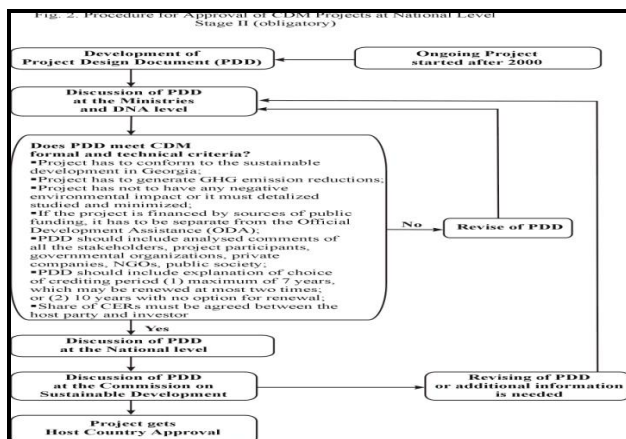 Fig. 2. Procedure for Approval of CDM Projects at National Level
Stage II (obligatory)
Development of
Project Design Document (PDD)
Ongoing Project
started after 2000
Discussion of PDD
at the Ministries
and DNA level
Does PDD meet CDM
formal and technical criteria?
▪Project has to conform to the sustainable
development in Georgia;
▪Project has to generate GHG emission reductions;
▪Project has not to have any negative
environmental impact or it must detalized
studied and minimized;
▪If the project is financed by sources of public
funding, it has to be separate from the Official
Development Assistance (ODA);
▪PDD should include analysed comments of
all the stakeholders, project participants,
governmental organizations, private
companies, NGOs, public society;
▪PDD should include explanation of choice
of crediting period (1) maximum of 7 years,
which may be renewed at most two times;
or (2) 10 years with no option for renewal;
▪Share of CERs must be agreed between the
host party and investor
No
Revise of PDD
Yes
Discussion of PDD
at the National level
Discussion of PDD
at the Commission on
Sustainable Development
Revising of PDD
or additional information
is needed
Project gets
Host Country Approval